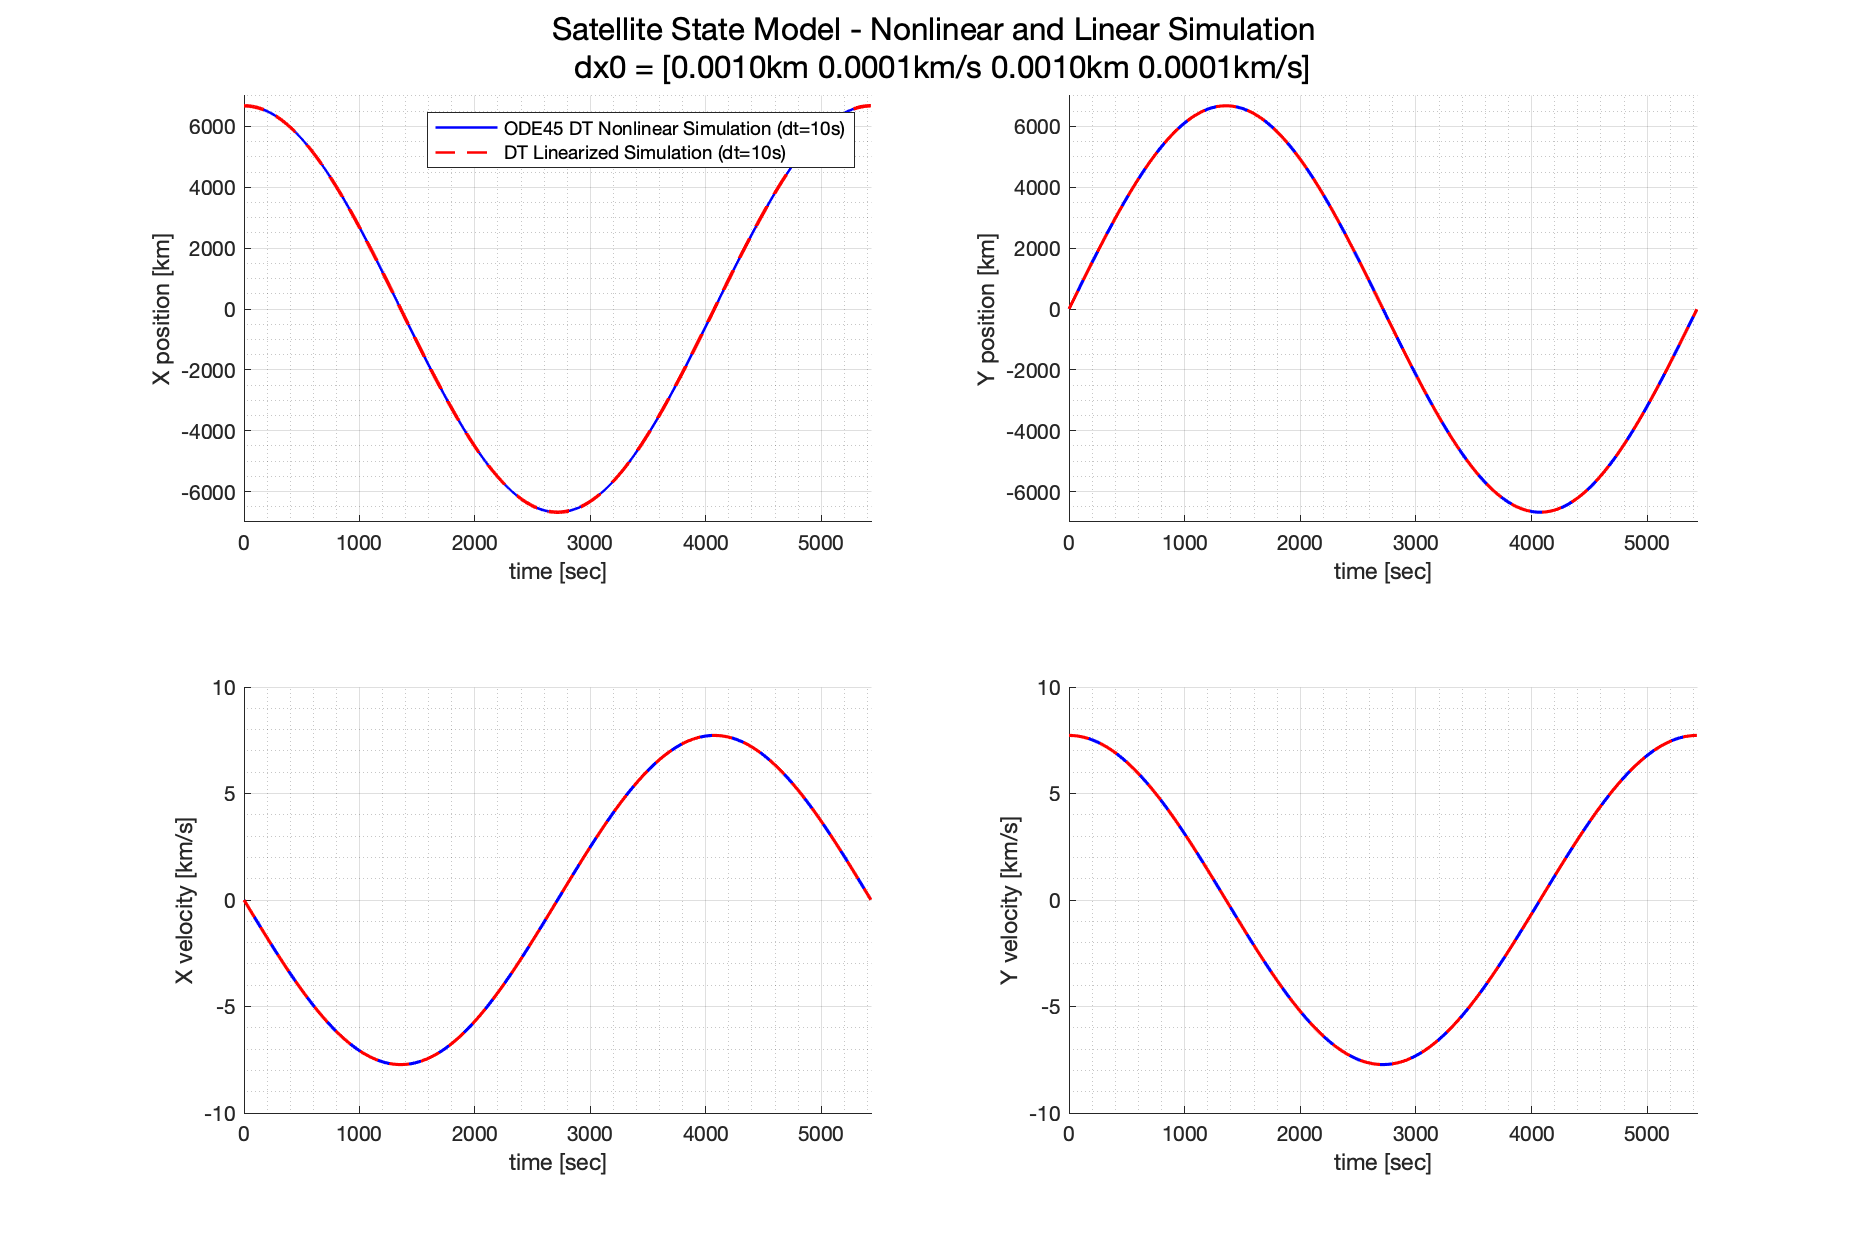 Satellite State Model - Nonlinear and Linear Simulation
dx0 = [0.0010km 0.0001km/s 0.0010km 0.0001km/s]
ODE45 DT Nonlinear Simulation (dt=10s)
DT Linearized Simulation (dt=10s)
X position [km]
6000
4000
2000
0
-2000
-4000
-6000
0 1000 2000 3000 4000 5000
time [sec]
Y position [km]
6000
4000
2000
0
-2000
-4000
-6000
0 1000 2000 3000 4000 5000
time [sec]
X velocity [km/s]
10
5
0
-5
-10
0 1000 2000 3000 4000 5000
time [sec]
Y velocity [km/s]
10
5
0
-5
-10
0 1000 2000 3000 4000 5000
time [sec]